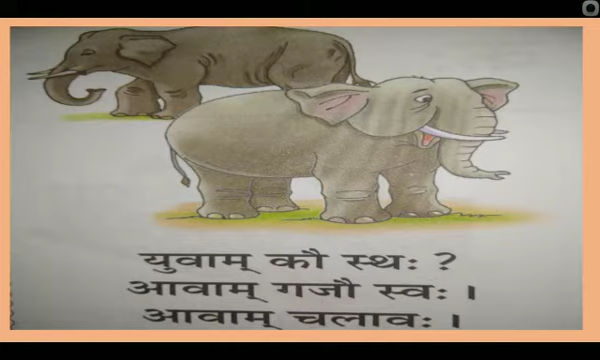 युवाम् कौ स्थः ?
आवाम् गजौ स्वः ।
आवाम् चलावः ।